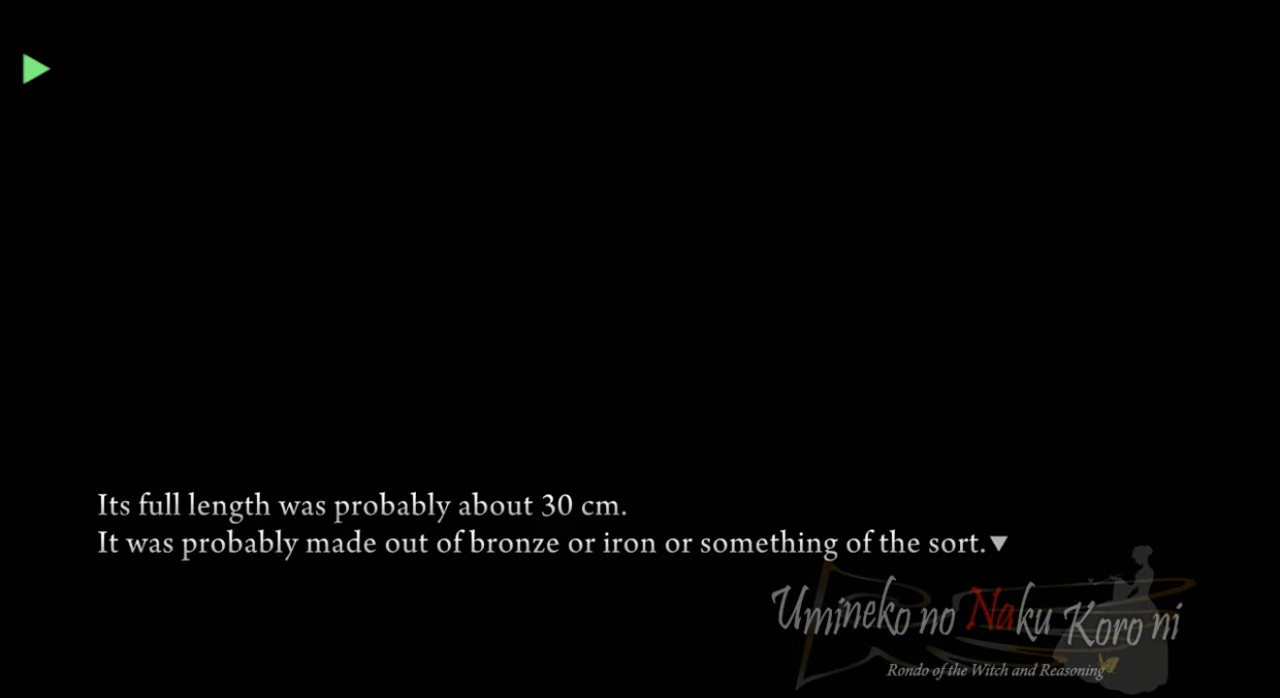 Its full length was probably about 30 cm.
It was probably made out of bronze or iron or something of the sort.
Umineko no Naku Koro ni
Rondo of the Witch and Reasoning